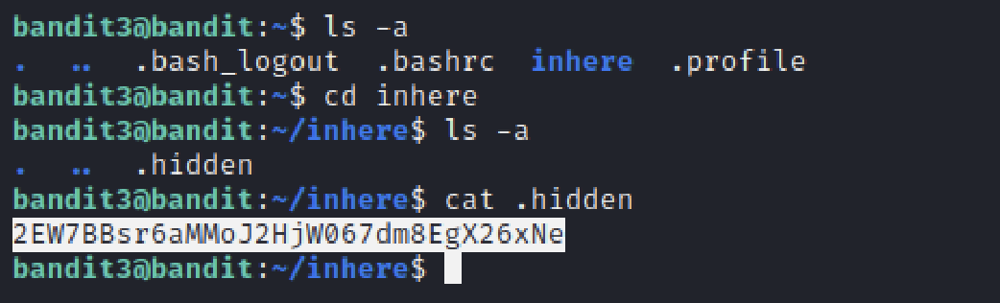 bandit3@bandit:~$ ls -a
.   ..  .bash_logout  .bashrc  inhere  .profile
bandit3@bandit:~$ cd inhere
bandit3@bandit:~/inhere$ ls -a
.   ..  .hidden
bandit3@bandit:~/inhere$ cat .hidden
2EW7BBsr6aMMoJ2HjW067dm8EgX26xNe
bandit3@bandit:~/inhere$